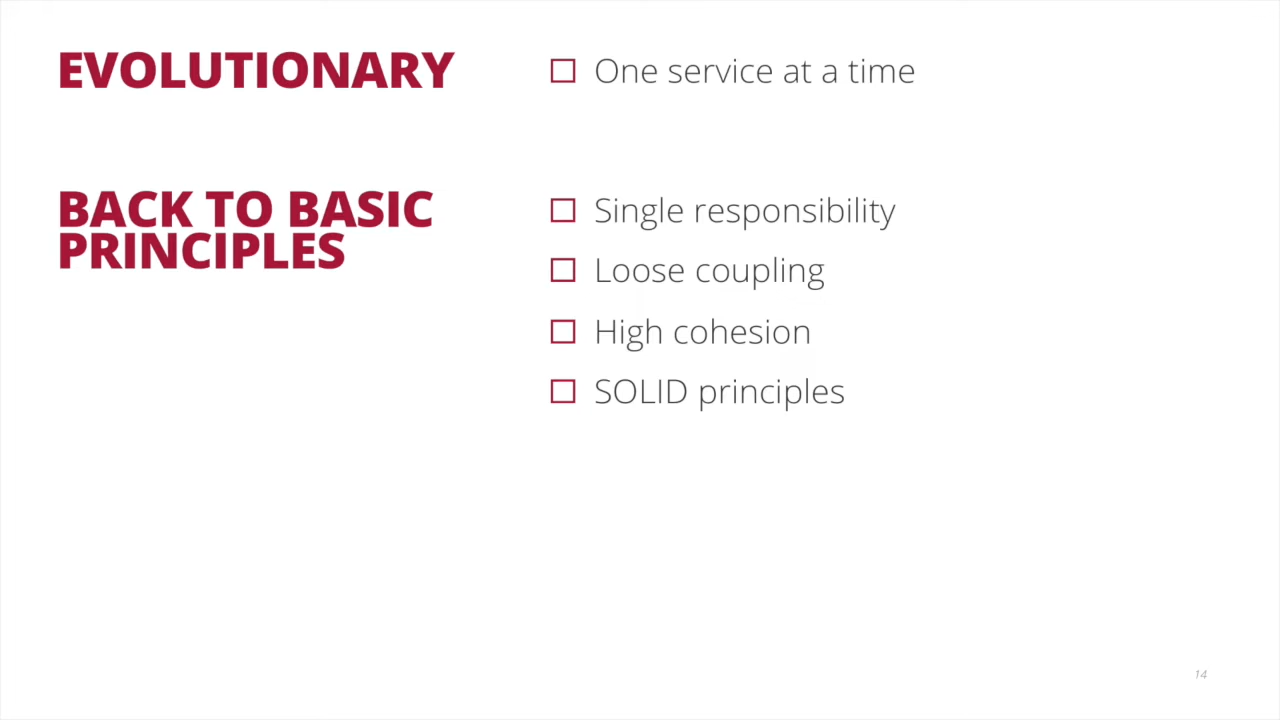 EVOLUTIONARY
One service at a time
BACK TO BASIC
PRINCIPLES
Single responsibility
Loose coupling
High cohesion
SOLID principles
14